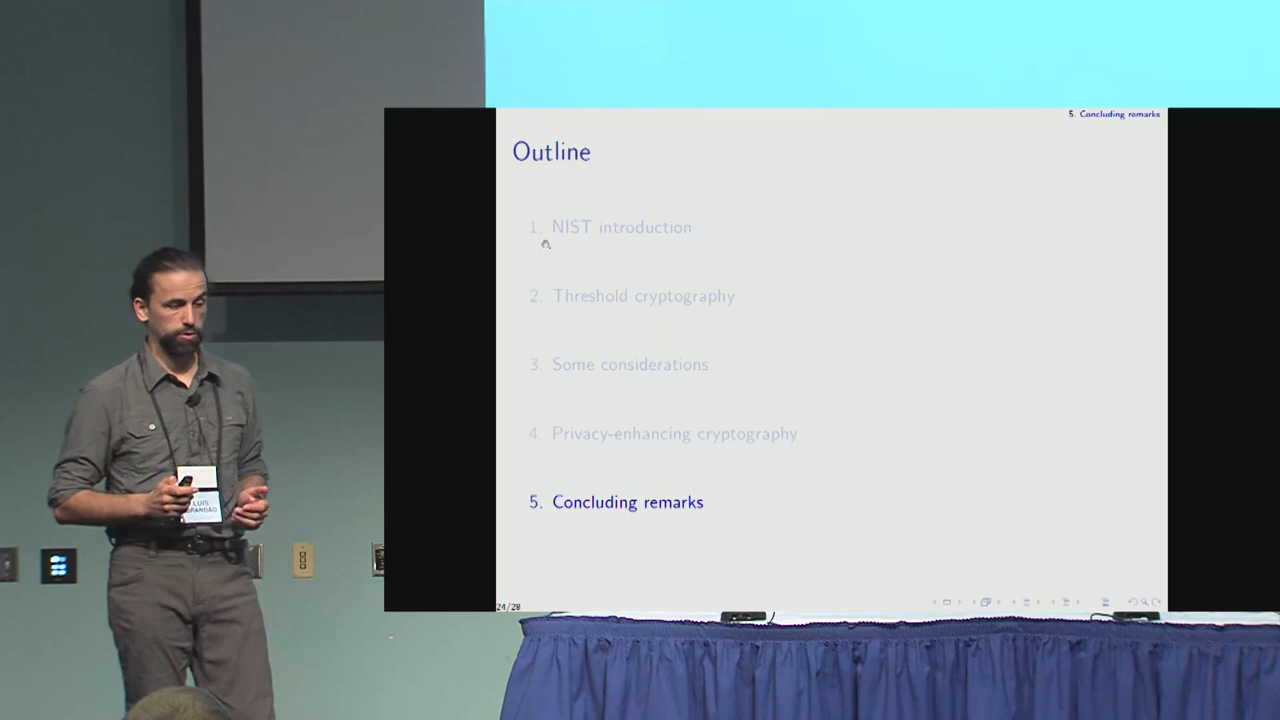 5. Concluding remarks
Outline
1. NIST introduction
2. Threshold cryptography
3. Some considerations
4 Privacy-enhancing cryptography
5. Concluding remarks
24/28
LUIS
BRANDAO